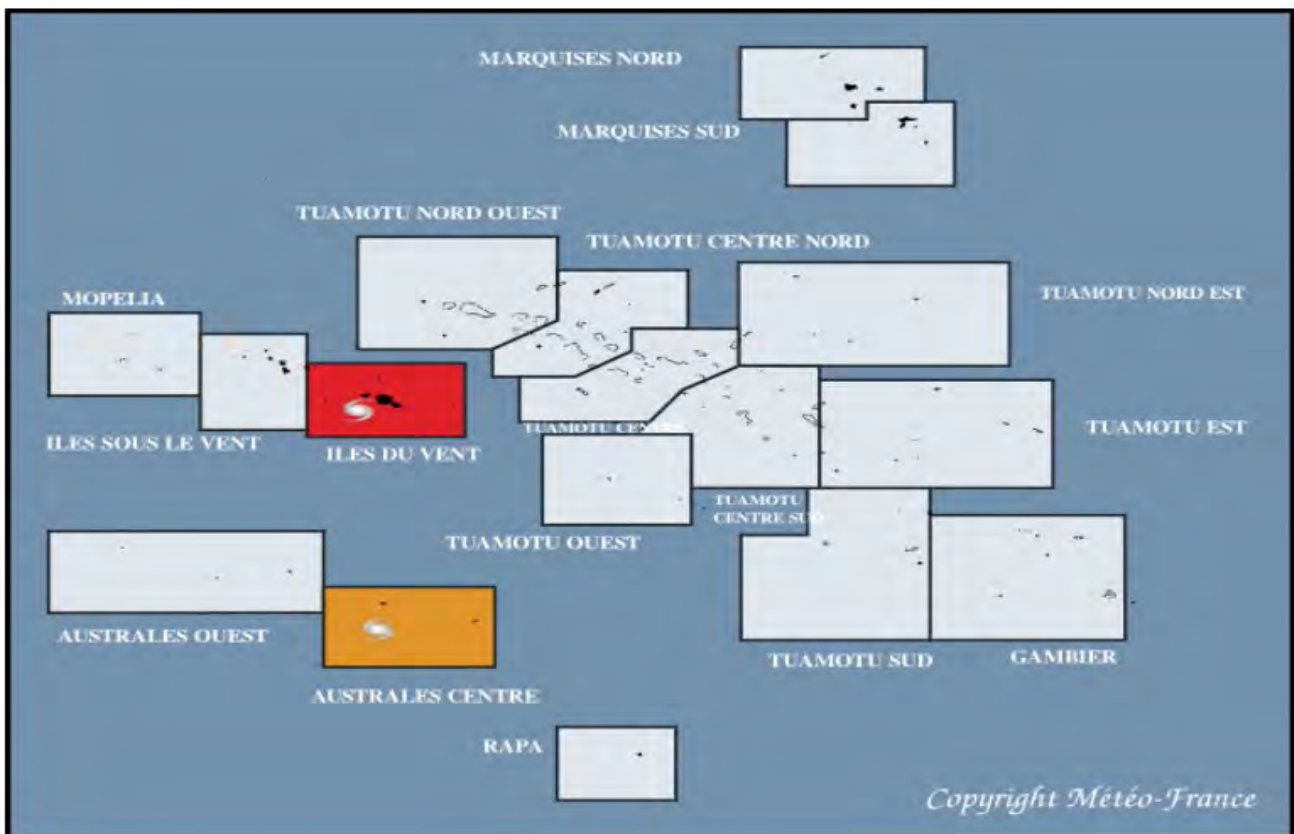 MARQUISES NORD
MARQUISES SUD
TUAMOTU NORD OUEST
TUAMOTU CENTRE NORD
TUAMOTU NORD EST
MOPELIA
ILES SOUS LE VENT
ILES DU VENT
TUAMOTU CENTRE
TUAMOTU EST
TUAMOTU
CENTRE SUD
TUAMOTU OUEST
AUSTRALES OUEST
TUAMOTU SUD
GAMBIER
AUSTRALES CENTRE
RAPA
Copyright Météo-France